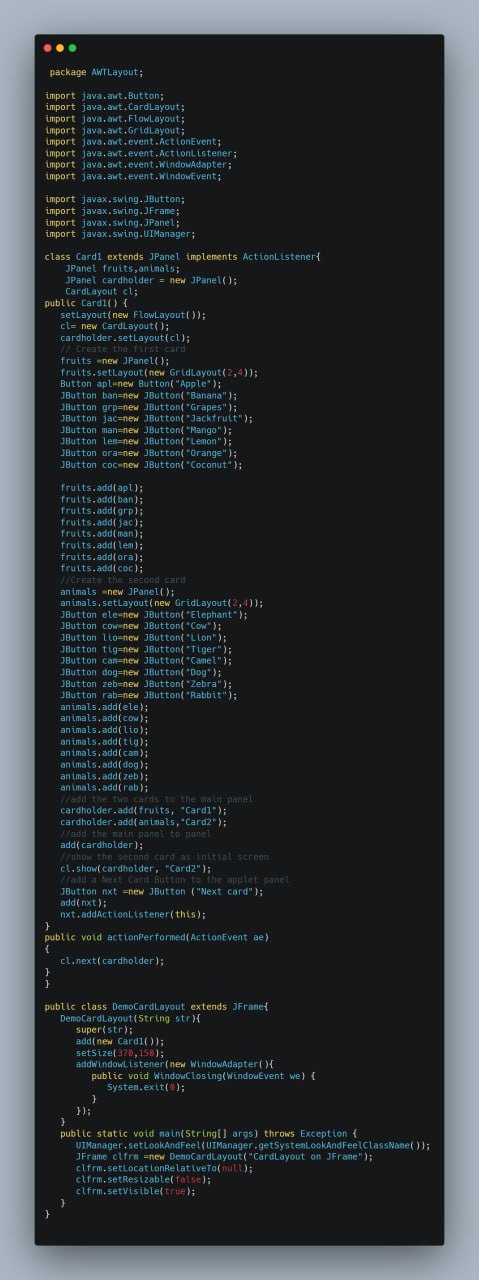 package AWTLayout;
import java.awt.Button;
import java.awt.CardLayout;
import java.awt.FlowLayout;
import java.awt.GridLayout;
import java.awt.event.ActionEvent;
import java.awt.event.ActionListener;
import java.awt.event.WindowAdapter;
import java.awt.event.WindowEvent;
import javax.swing.JButton;
import javax.swing.JFrame;
import javax.swing.JPanel;
import javax.swing.UIManager;
class Card1 extends JPanel implements ActionListener{
JPanel fruits,animals;
JPanel cardholder = new JPanel();
CardLayout cl;
public Card1() {
setLayout(new FlowLayout());
cl= new CardLayout();
cardholder.setLayout(cl);
// Create the first card
fruits =new JPanel();
fruits.setLayout(new GridLayout(2,4));
Button apl=new Button("Apple");
JButton ban=new JButton("Banana");
JButton grp=new JButton("Grapes");
JButton jac=new JButton("Jackfruit");
JButton man=new JButton("Mango");
JButton lem=new JButton("Lemon");
JButton ora=new JButton("Orange");
JButton coc=new JButton("Coconut");
fruits.add(apl);
fruits.add(ban);
fruits.add(grp);
fruits.add(jac);
fruits.add(man);
fruits.add(lem);
fruits.add(ora);
fruits.add(coc);
//Create the second card
animals =new JPanel();
animals.setLayout(new GridLayout(2,4));
JButton ele=new JButton("Elephant");
JButton cow=new JButton("Cow");
JButton lio=new JButton("Lion");
JButton tig=new JButton("Tiger");
JButton cam=new JButton("Camel");
JButton dog=new JButton("Dog");
JButton zeb=new JButton("Zebra");
JButton rab=new JButton("Rabbit");
animals.add(ele);
animals.add(cow);
animals.add(lio);
animals.add(tig);
animals.add(cam);
animals.add(dog);
animals.add(zeb);
animals.add(rab);
//add the two cards to the main panel
cardholder.add(fruits, "Card1");
cardholder.add(animals,"Card2");
//add the main panel to panel
add(cardholder);
//show the second card as initial screen
cl.show(cardholder, "Card2");
//add a Next Card Button to the applet panel
JButton nxt =new JButton ("Next card");
add(nxt);
nxt.addActionListener(this);
}
public void actionPerformed(ActionEvent ae)
{
cl.next(cardholder);
}
}
public class DemoCardLayout extends JFrame{
DemoCardLayout(String str){
super(str);
add(new Card1());
setSize(370,150);
addWindowListener(new WindowAdapter(){
public void WindowClosing(WindowEvent we) {
System.exit(0);
}
});
}
public static void main(String[] args) throws Exception {
UIManager.setLookAndFeel(UIManager.getSystemLookAndFeelClassName());
JFrame clfrm =new DemoCardLayout("CardLayout on JFrame");
clfrm.setLocationRelativeTo(null);
clfrm.setResizable(false);
clfrm.setVisible(true);
}
}